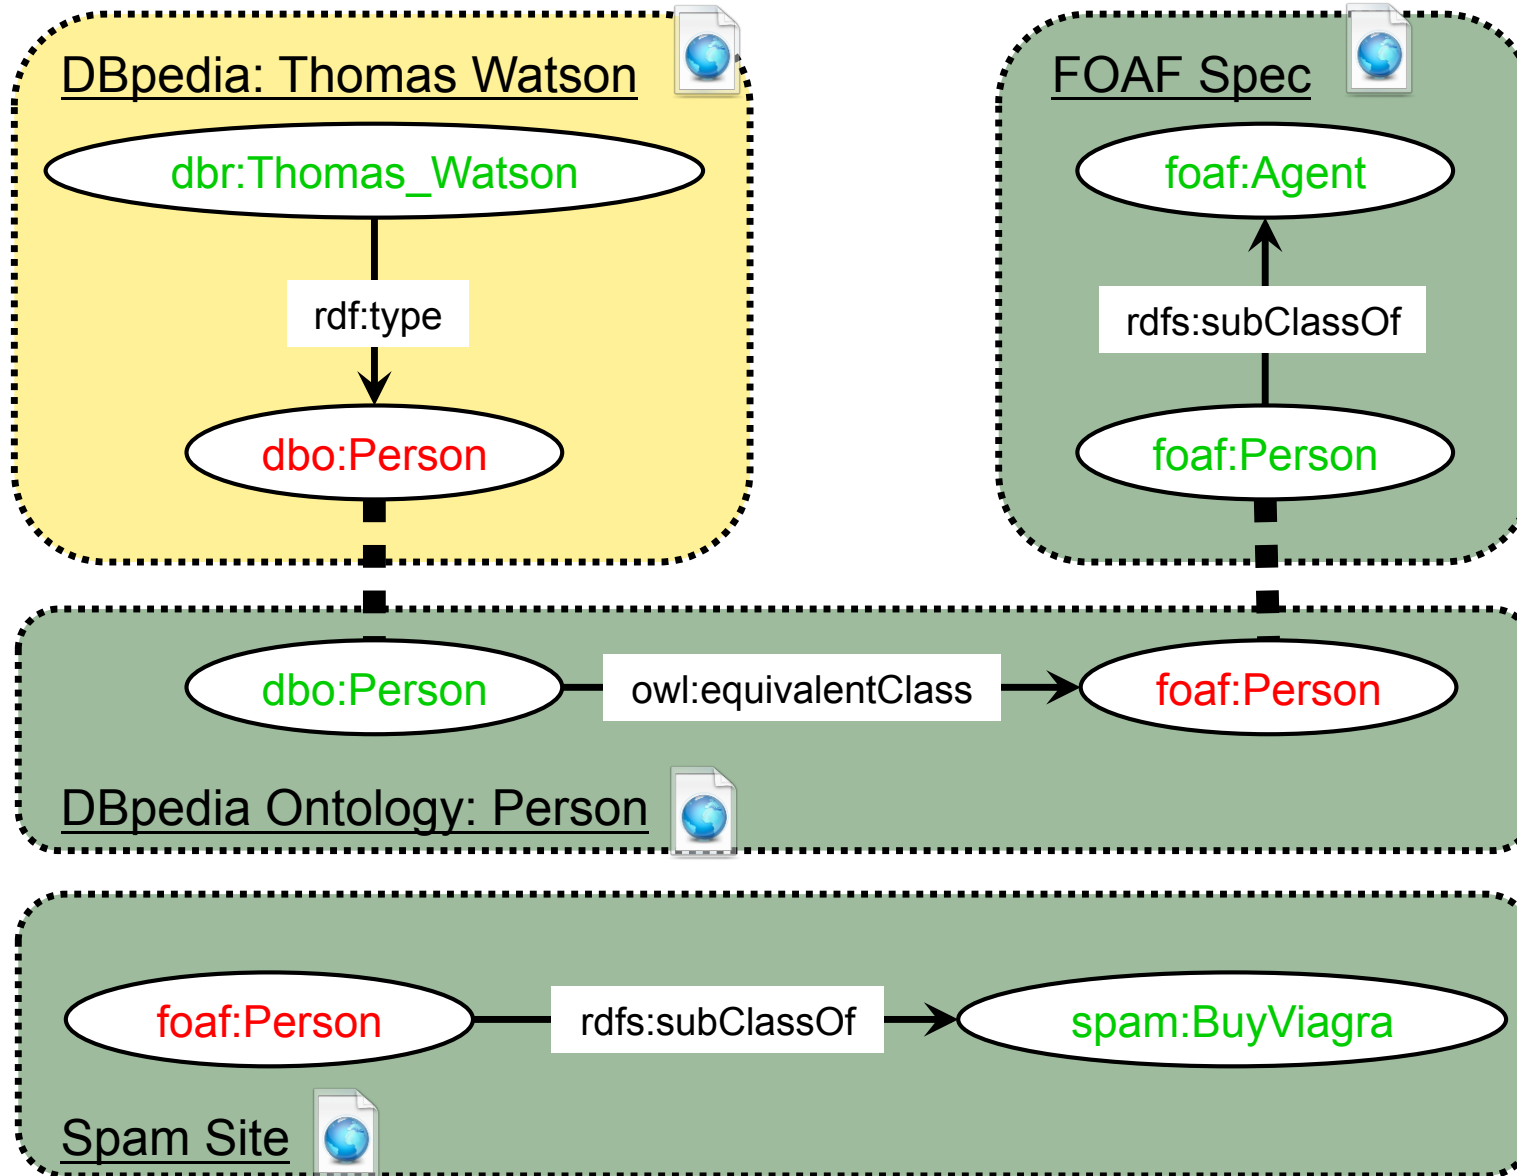 DBpedia: Thomas Watson
dbr:Thomas_Watson
rdf:type
dbo:Person
FOAF Spec
foaf:Agent
rdfs:subClassOf
foaf:Person
dbo:Person
owl:equivalentClass
foaf:Person
DBpedia Ontology: Person
foaf:Person
rdfs:subClassOf
spam:BuyViagra
Spam Site